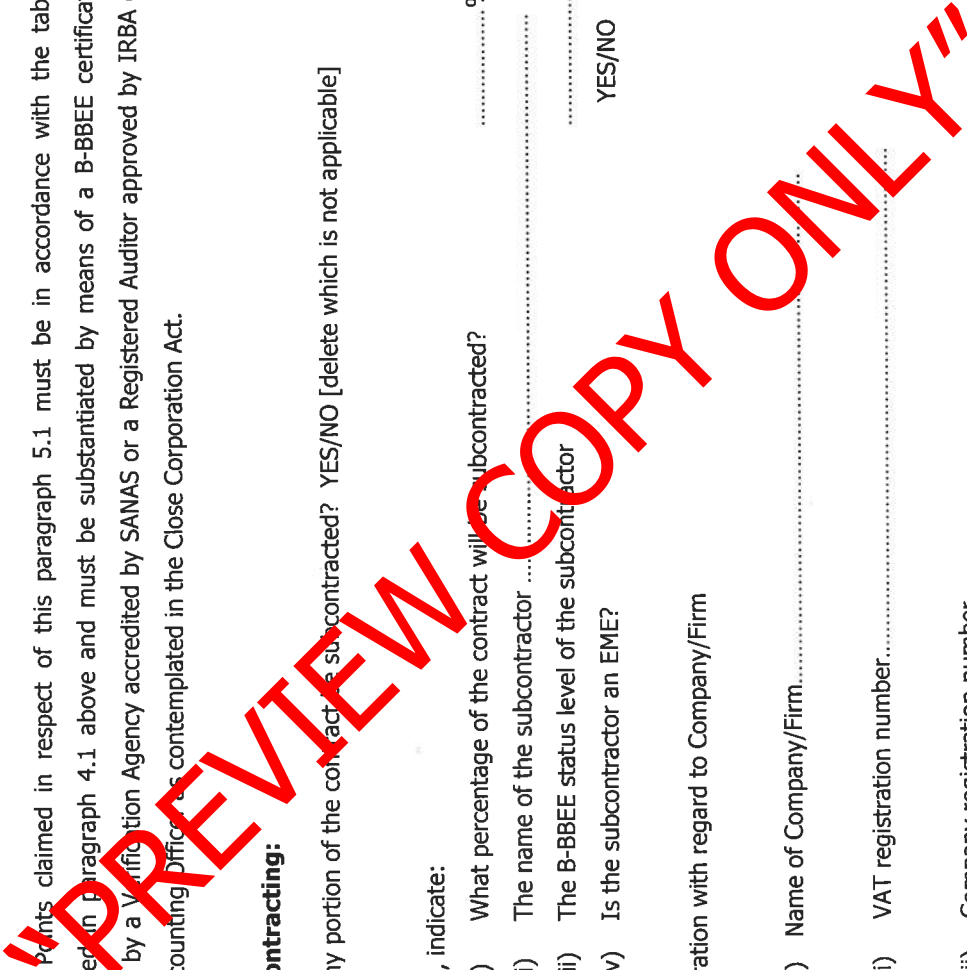 Points claimed in respect of this paragraph 5.1 must be in accordance with the tab
ed in paragraph 4.1 above and must be substantiated by means of a B-BBEE certificat
by a Verification Agency accredited by SANAS or a Registered Auditor approved by IRBA
counting Officer as contemplated in the Close Corporation Act.
ontracting:
ny portion of the contract be subcontracted? YES/NO [delete which is not applicable]
, indicate:
) What percentage of the contract will be subcontracted? ....................
i) The name of the subcontractor ............................................................
ii) The B-BBEE status level of the subcontractor ....................
v) Is the subcontractor an EME? YES/NO
ration with regard to Company/Firm
) Name of Company/Firm............................................................
i) VAT registration number............................................................
Company registration number
"PREVIEW COPY ONLY"